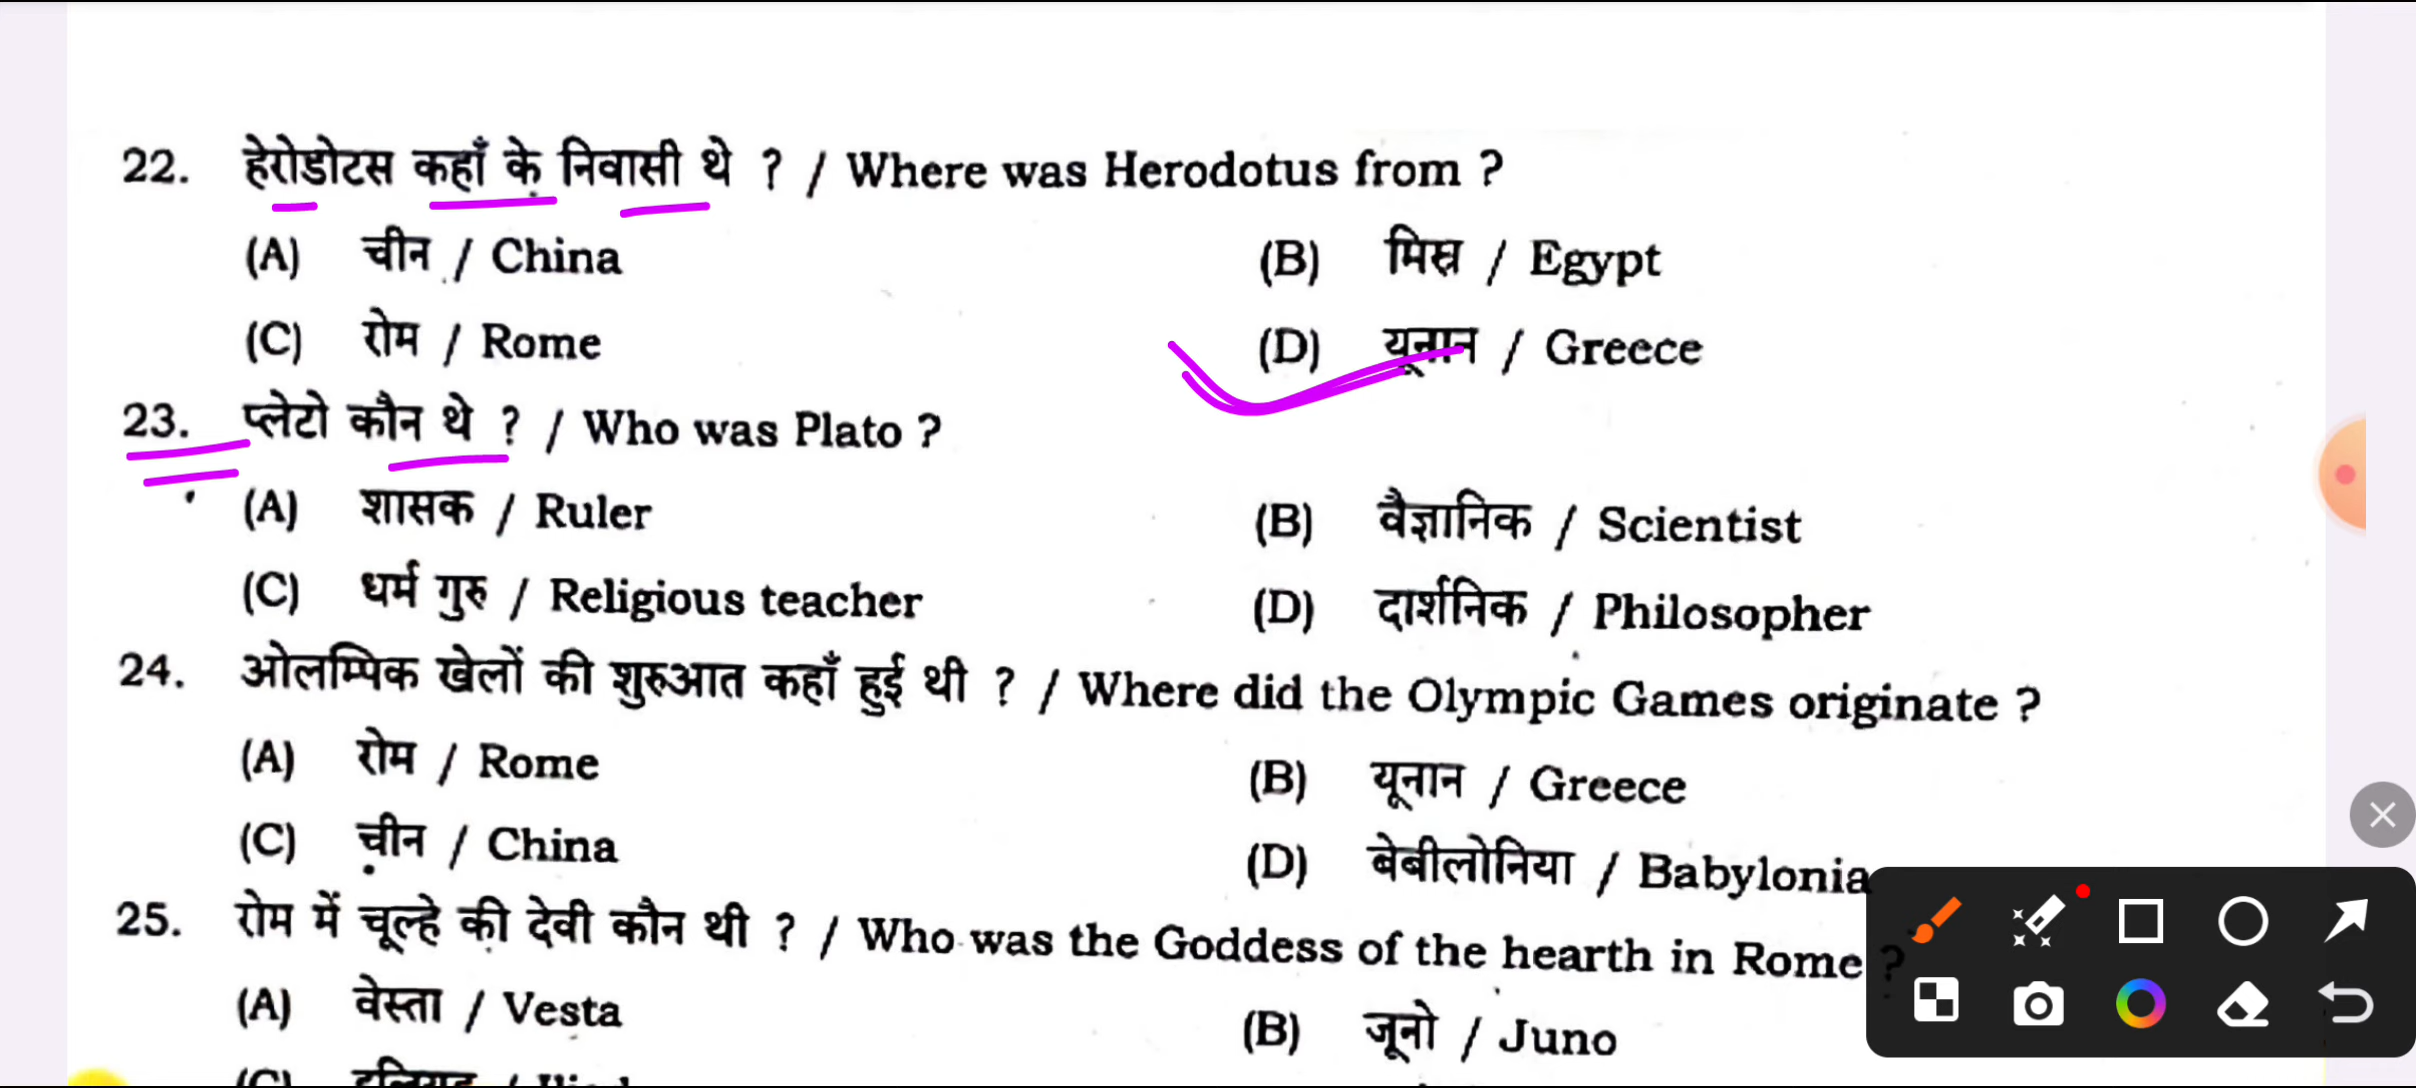 22. हेरोडोटस कहाँ के निवासी थे ? / Where was Herodotus from ?
(A) चीन / China (B) मिस्र / Egypt
(C) रोम / Rome (D) यूनान / Greece
23. प्लेटो कौन थे ? / Who was Plato ?
(A) शासक / Ruler (B) वैज्ञानिक / Scientist
(C) धर्म गुरु / Religious teacher (D) दार्शनिक / Philosopher
24. ओलम्पिक खेलों की शुरुआत कहाँ हुई थी ? / Where did the Olympic Games originate ?
(A) रोम / Rome (B) यूनान / Greece
(C) चीन / China (D) बेबीलोनिया / Babylonia
25. रोम में चूल्हे की देवी कौन थी ? / Who was the Goddess of the hearth in Rome ?
(A) वेस्ता / Vesta (B) जूनो / Juno
(C)